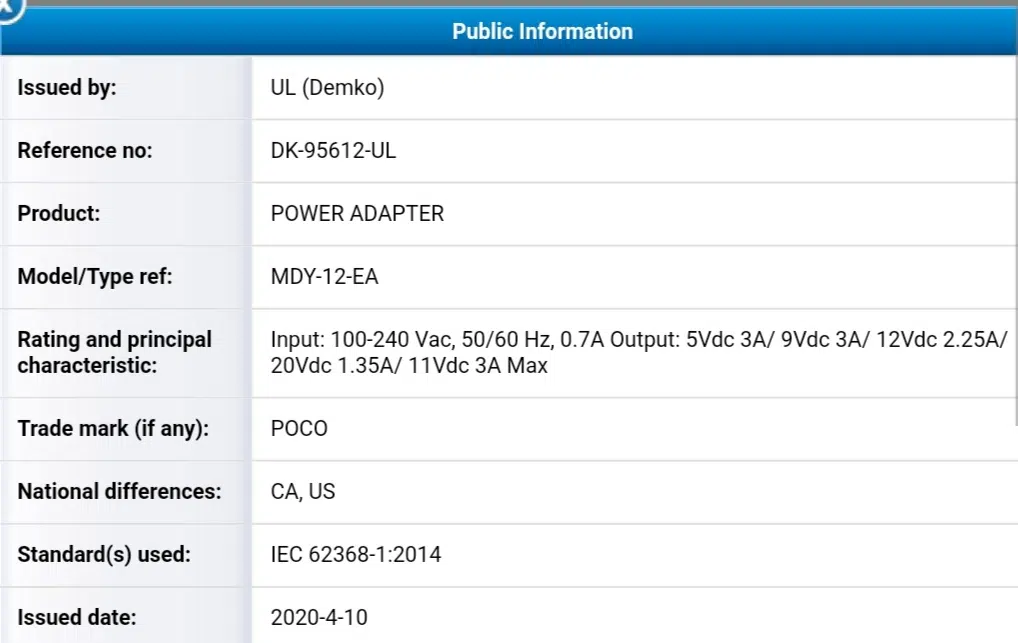 X
Public Information
Issued by: UL (Demko)
Reference no: DK-95612-UL
Product: POWER ADAPTER
Model/Type ref: MDY-12-EA
Rating and principal characteristic: Input: 100-240 Vac, 50/60 Hz, 0.7A Output: 5Vdc 3A/ 9Vdc 3A/ 12Vdc 2.25A/
20Vdc 1.35A/ 11Vdc 3A Max
Trade mark (if any): POCO
National differences: CA, US
Standard(s) used: IEC 62368-1:2014
Issued date: 2020-4-10